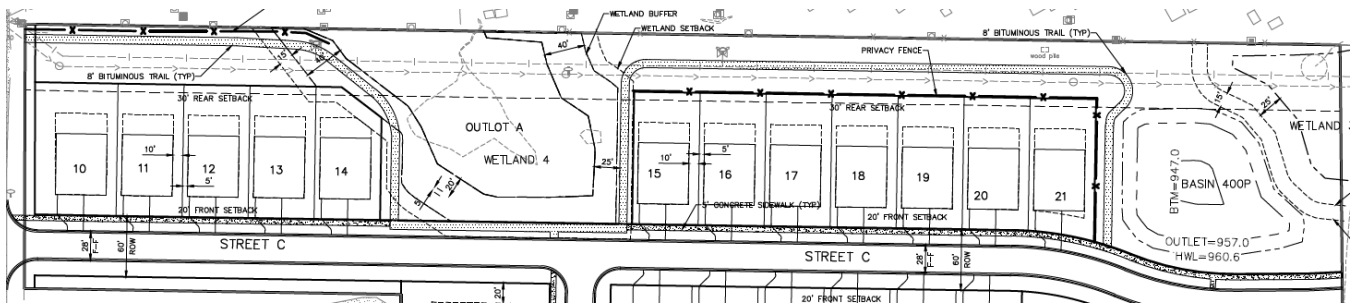 WETLAND BUFFER
WETLAND SETBACK
8' BITUMINOUS TRAIL (TYP)
PRIVACY FENCE
wood pile
40'
15'
8' BITUMINOUS TRAIL (TYP)
30' REAR SETBACK
30' REAR SETBACK
15'
25'
OUTLOT A
WETLAND 4
WETLAND
10 11 12 13 14
10'
5'
25'
15 16 17 18 19 20 21
10'
5'
BASIN 400P
BTM=947.0
5'
11'
20'
20' FRONT SETBACK
5' CONCRETE SIDEWALK (TYP)
20' FRONT SETBACK
STREET C
STREET C
OUTLET=957.0
HWL=960.6
28'
F-F
60'
ROW
28'
F-F
60'
ROW
20'
20' FRONT SETBACK